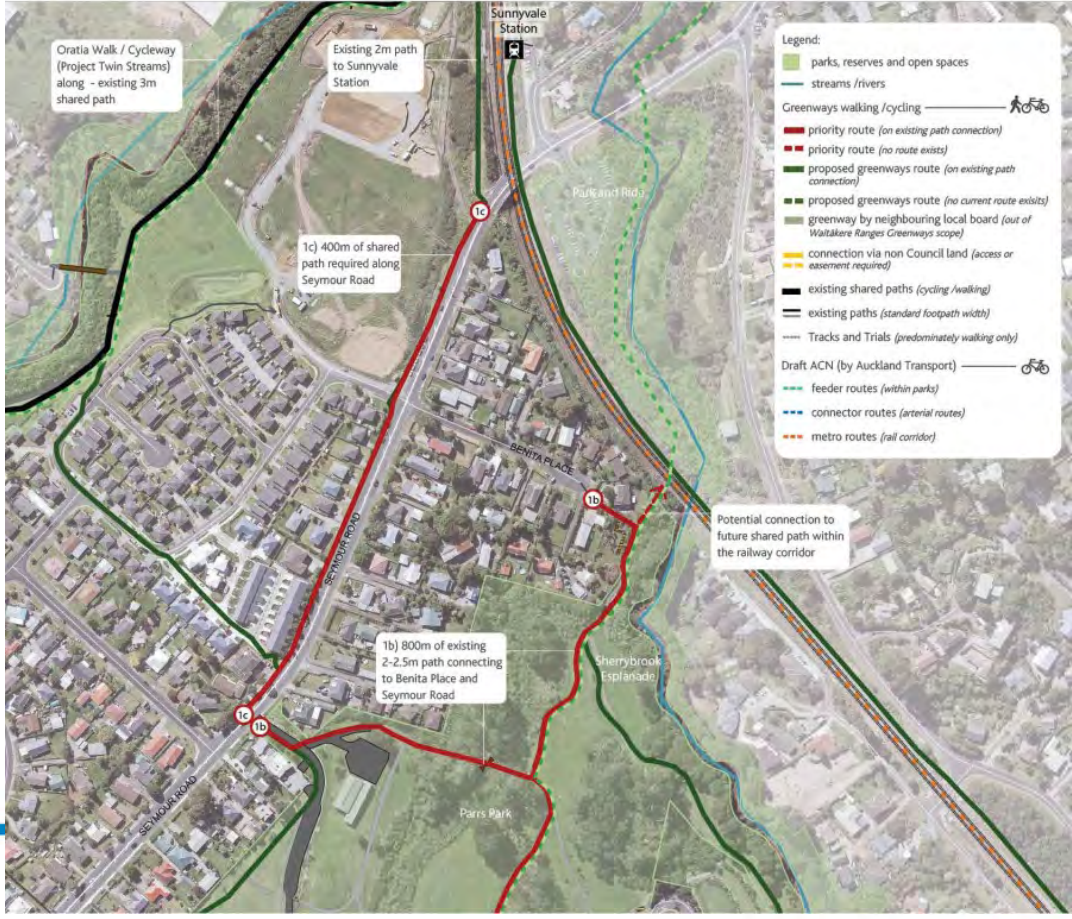 Sunnyvale
Station
Oratia Walk / Cycleway
(Project Twin Streams)
along - existing 3m
shared path
Existing 2m path
to Sunnyvale
Station
Legend:
parks, reserves and open spaces
streams /rivers
Greenways walking /cycling
priority route (on existing path connection)
priority route (no route exists)
proposed greenways route (on existing path
connection)
proposed greenways route (no current route exisits)
greenway by neighbouring local board (out of
Waitākere Ranges Greenways scope)
connection via non Council land (access or
easement required)
existing shared paths (cycling /walking)
existing paths (standard footpath width)
Tracks and Trials (predominately walking only)
Draft ACN (by Auckland Transport)
feeder routes (within parks)
connector routes (arterial routes)
metro routes (rail corridor)
Park and Ride
1c
1c) 400m of shared
path required along
Seymour Road
BENITA PLACE
1b
Potential connection to
future shared path within
the railway corridor
SEYMOUR ROAD
1b) 800m of existing
2-2.5m path connecting
to Benita Place and
Seymour Road
Sherrybrook
Esplanade
1c
1b
SEYMOUR ROAD
Parrs Park